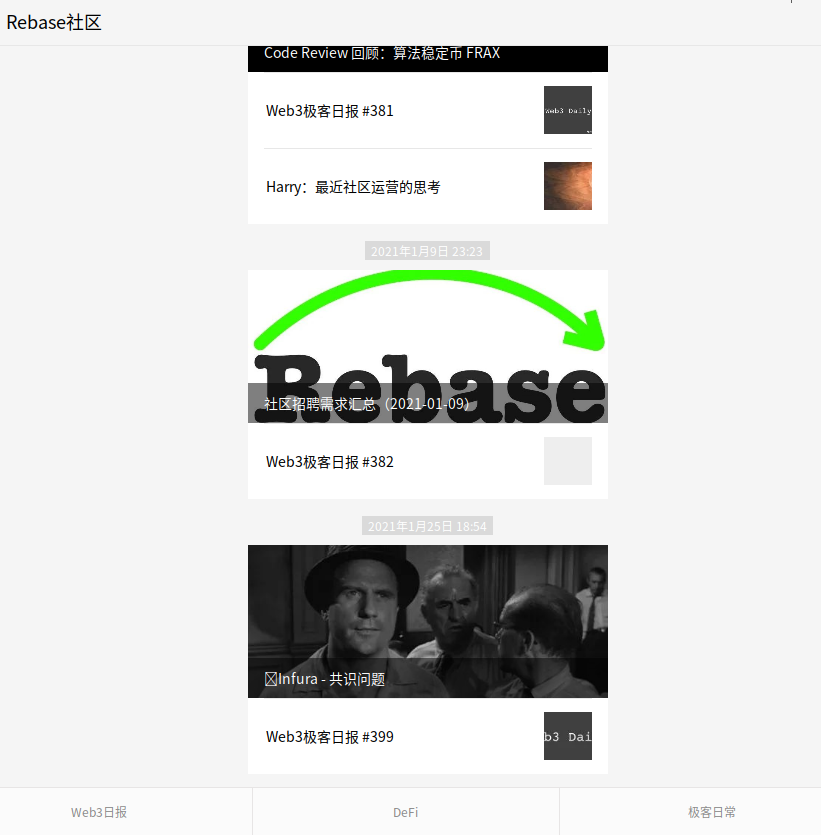 Rebase社区
Code Review 回顾：算法稳定币 FRAX
Web3极客日报 #381
Web3 Daily
Harry：最近社区运营的思考
2021年1月9日 23:23
Rebase
社区招聘需求汇总（2021-01-09）
Web3极客日报 #382
2021年1月25日 18:54
Infura - 共识问题
Web3极客日报 #399
b3 Dai
Web3日报
DeFi
极客日常